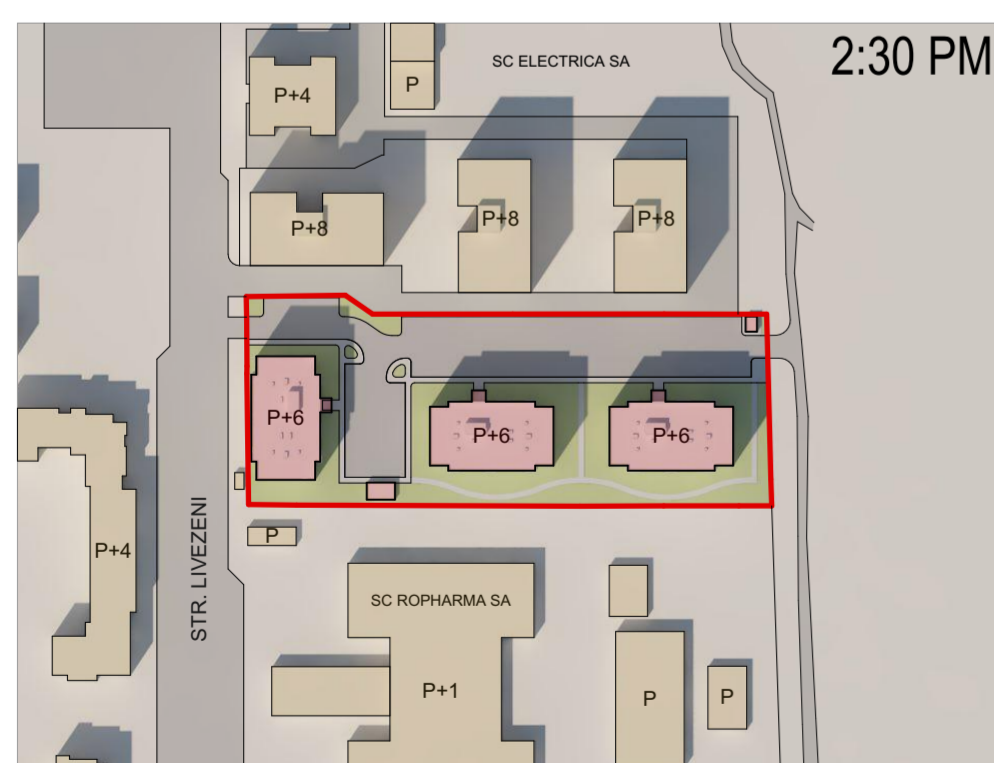 2:30 PM
SC ELECTRICA SA
P
P+4
P+8
P+8
P+8
P+6
P+6
P+6
P
P+4
STR. LIVEZENI
SC ROPHARMA SA
P+1
P
P